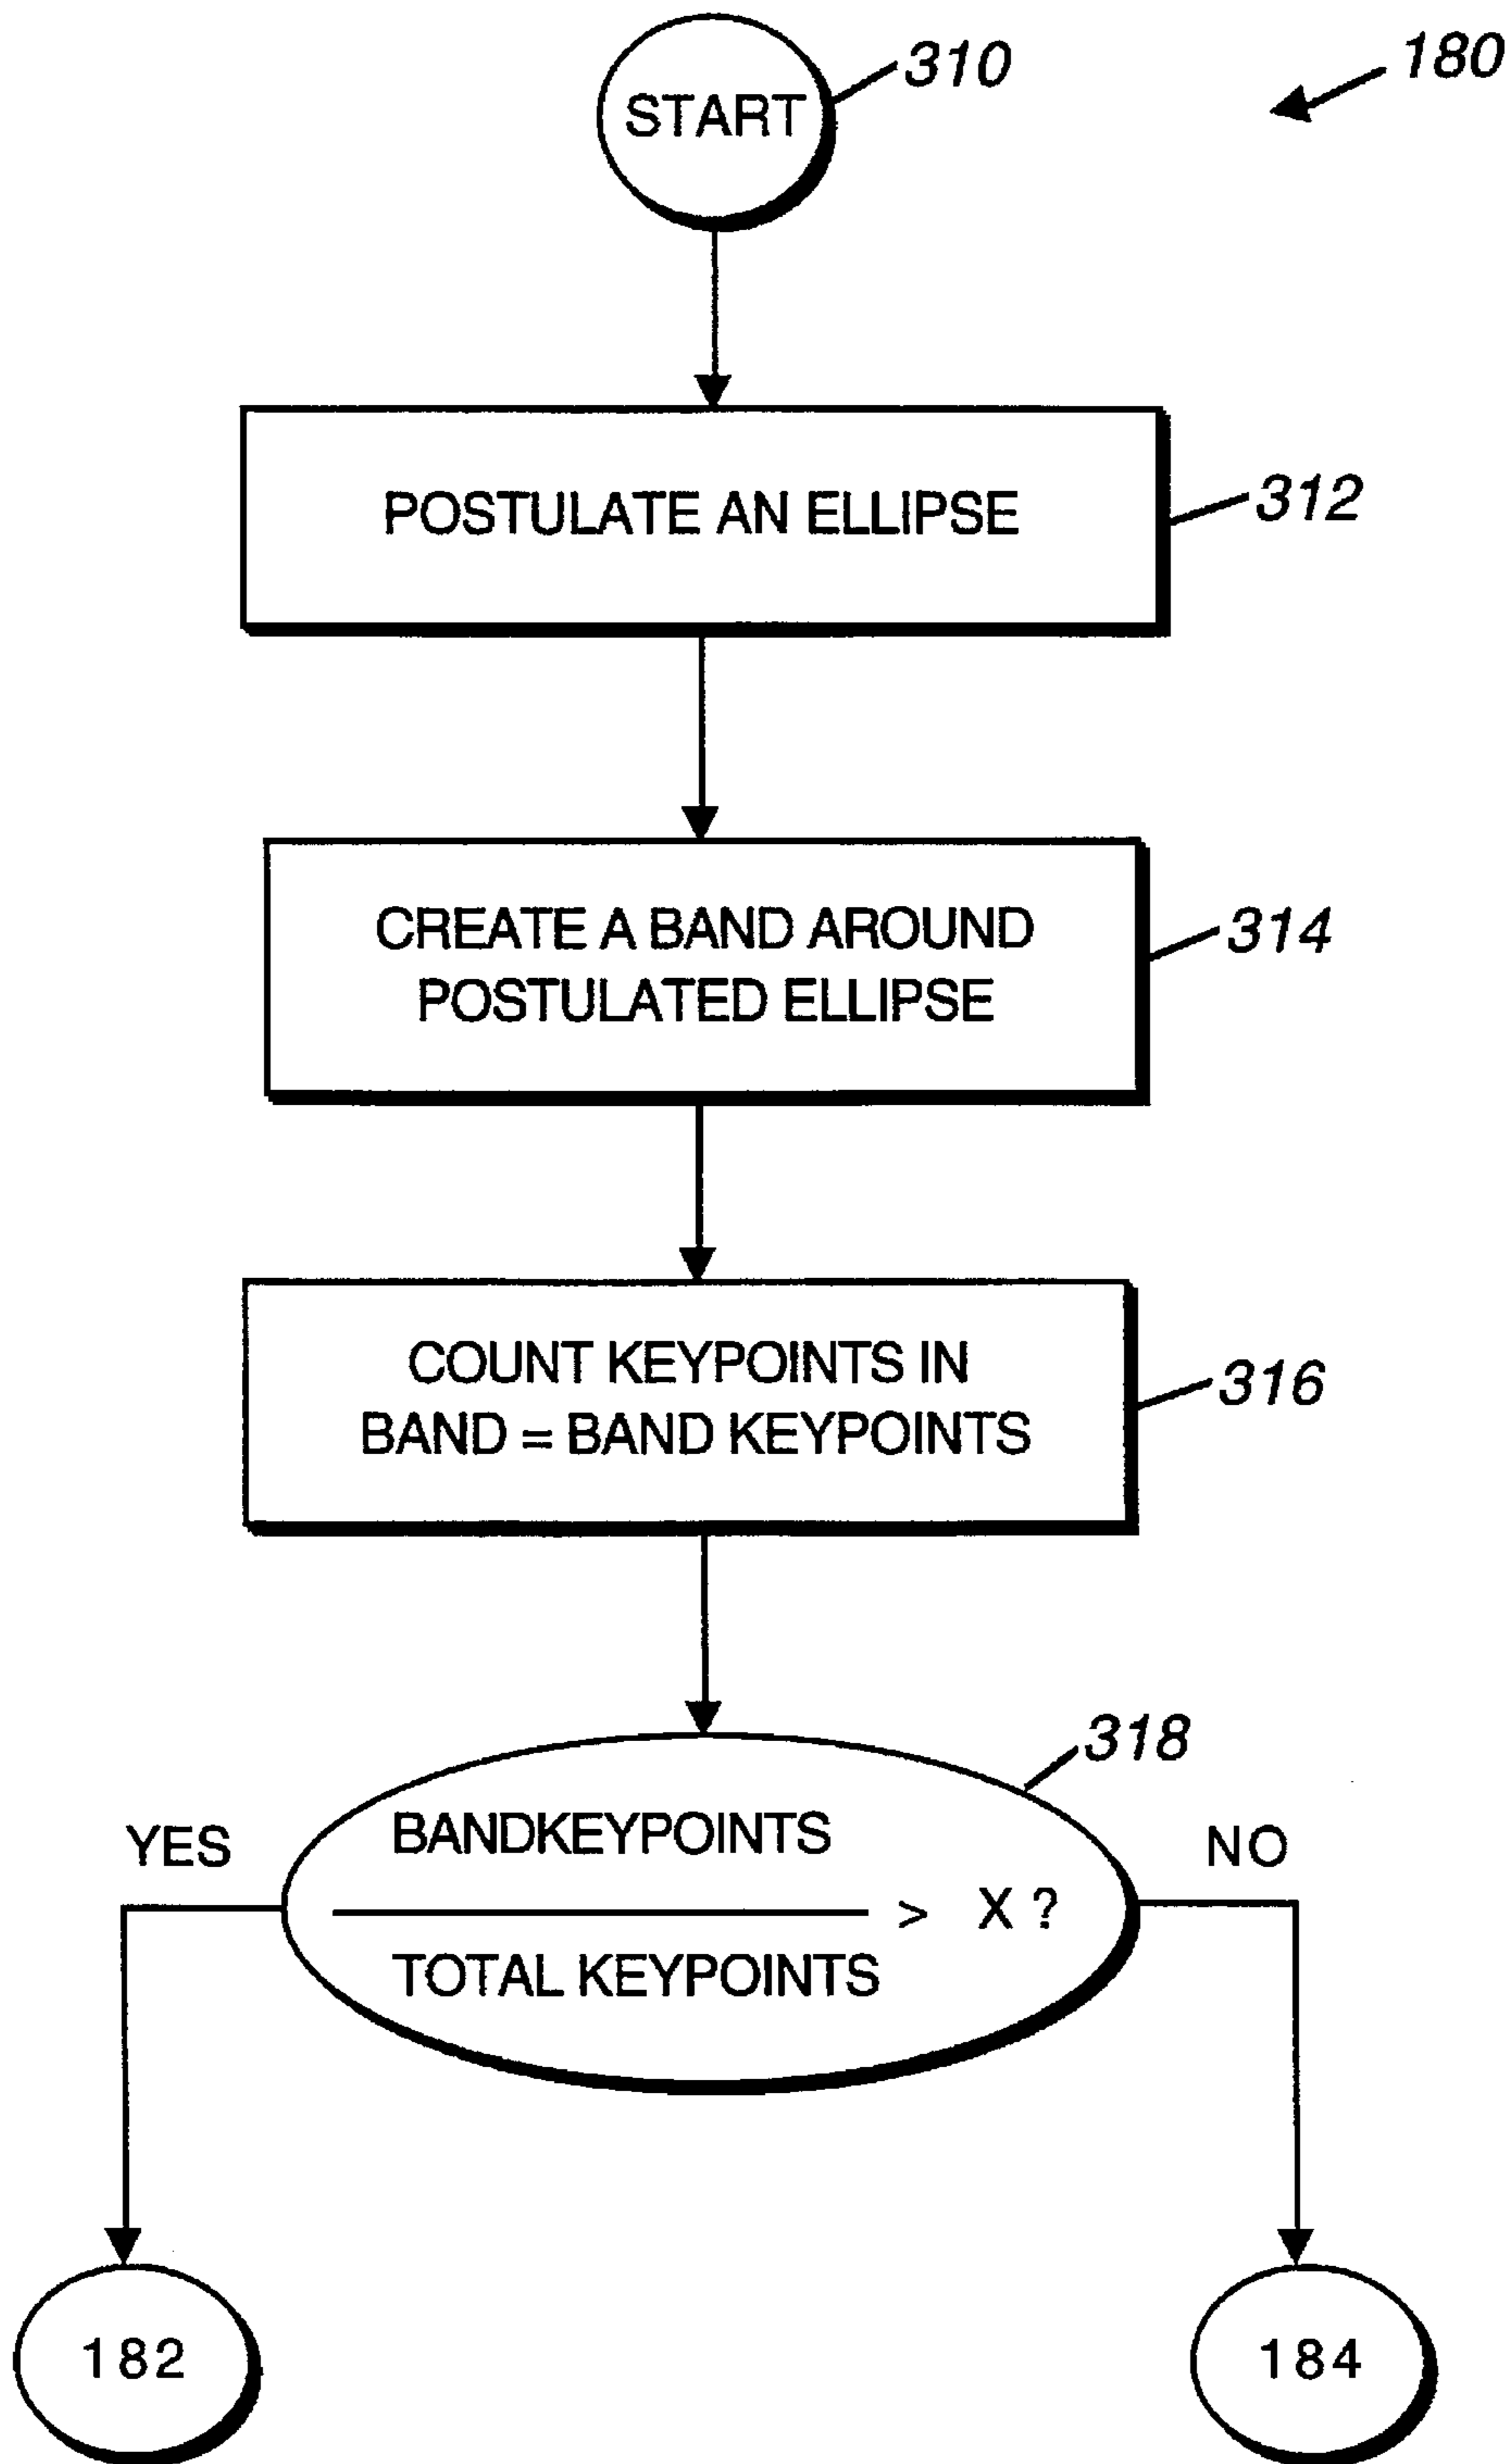 180
START
310
POSTULATE AN ELLIPSE
312
CREATE A BAND AROUND
POSTULATED ELLIPSE
314
COUNT KEYPOINTS IN
BAND = BAND KEYPOINTS
316
318
YES
BANDKEYPOINTS
> X ?
TOTAL KEYPOINTS
NO
182
184